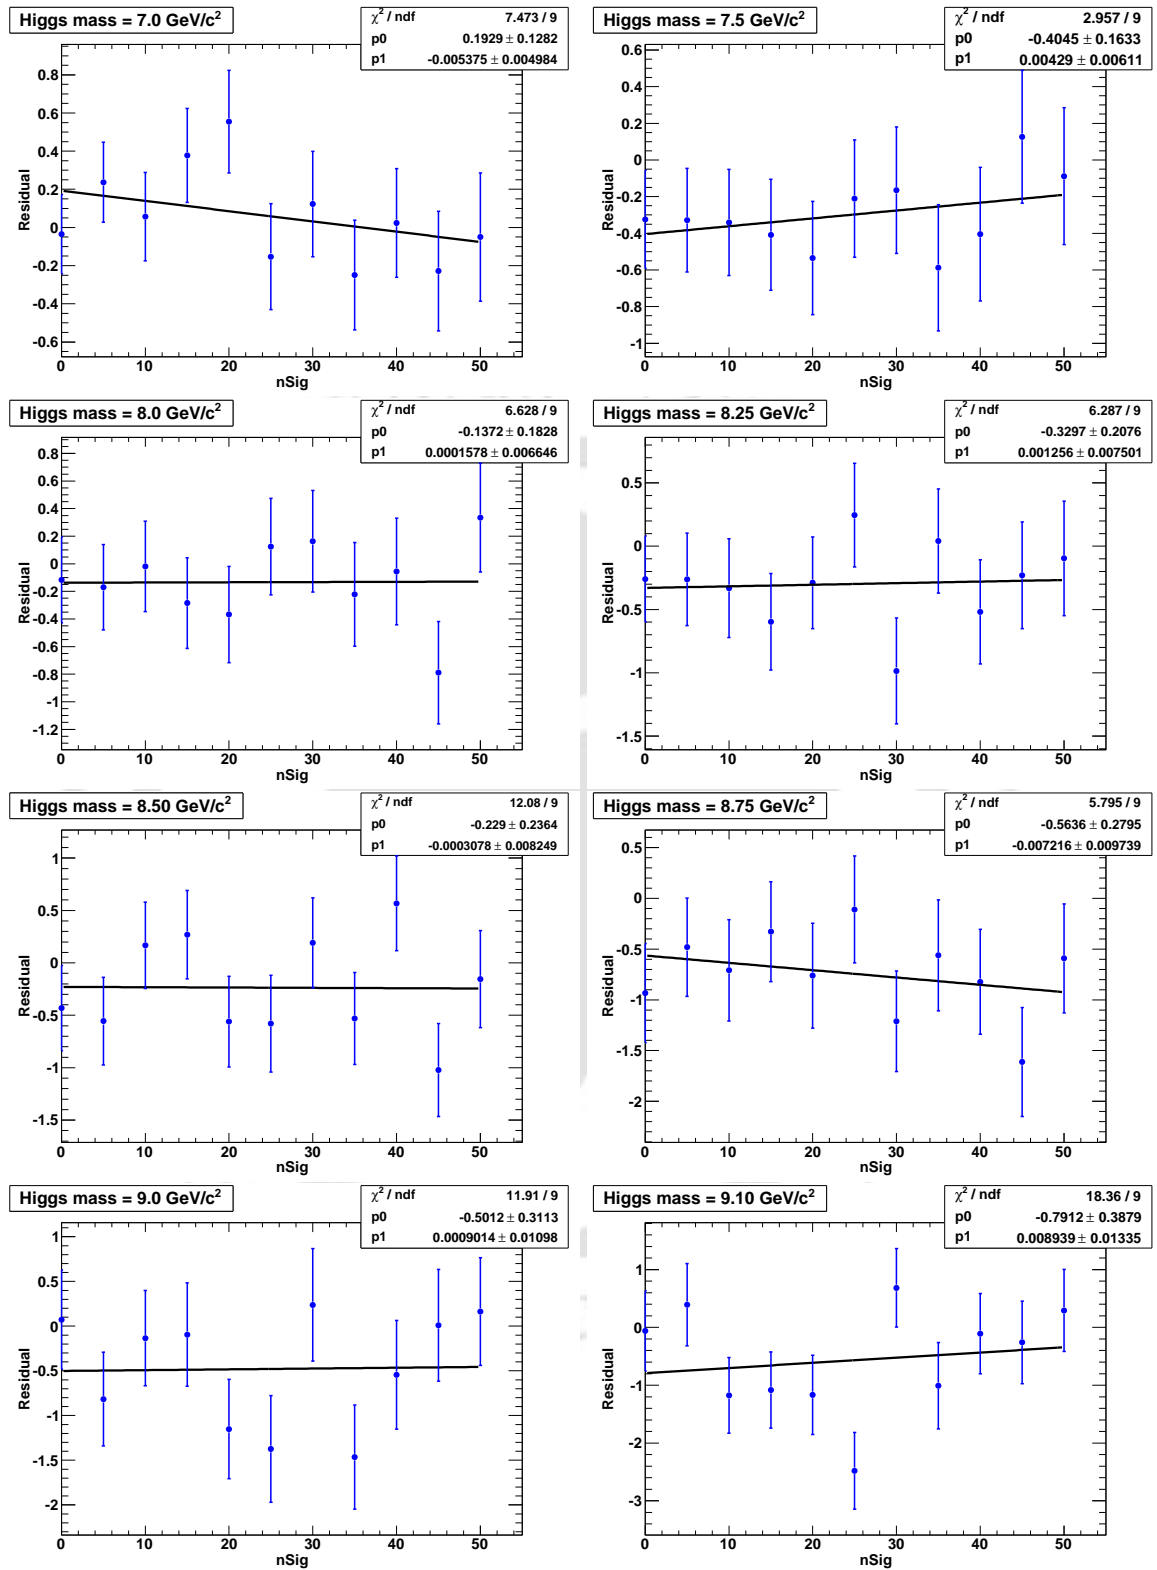 Higgs mass = 7.0 GeV/c²
χ² / ndf 7.473 / 9
p0 0.1929 ± 0.1282
p1 -0.005375 ± 0.004984
Residual
0.8
0.6
0.4
0.2
0
-0.2
-0.4
-0.6
0 10 20 30 40 50
nSig
Higgs mass = 7.5 GeV/c²
χ² / ndf 2.957 / 9
p0 -0.4045 ± 0.1633
p1 0.00429 ± 0.00611
Residual
0.6
0.4
0.2
0
-0.2
-0.4
-0.6
-0.8
-1
0 10 20 30 40 50
nSig
Higgs mass = 8.0 GeV/c²
χ² / ndf 6.628 / 9
p0 -0.1372 ± 0.1828
p1 0.0001578 ± 0.006646
Residual
0.8
0.6
0.4
0.2
0
-0.2
-0.4
-0.6
-0.8
-1
-1.2
0 10 20 30 40 50
nSig
Higgs mass = 8.25 GeV/c²
χ² / ndf 6.287 / 9
p0 -0.3297 ± 0.2076
p1 0.001256 ± 0.007501
Residual
0.5
0
-0.5
-1
-1.5
0 10 20 30 40 50
nSig
Higgs mass = 8.50 GeV/c²
χ² / ndf 12.08 / 9
p0 -0.229 ± 0.2364
p1 -0.0003078 ± 0.008249
Residual
1
0.5
0
-0.5
-1
-1.5
0 10 20 30 40 50
nSig
Higgs mass = 8.75 GeV/c²
χ² / ndf 5.795 / 9
p0 -0.5636 ± 0.2795
p1 -0.007216 ± 0.009739
Residual
0.5
0
-0.5
-1
-1.5
-2
0 10 20 30 40 50
nSig
Higgs mass = 9.0 GeV/c²
χ² / ndf 11.91 / 9
p0 -0.5012 ± 0.3113
p1 0.0009014 ± 0.01098
Residual
1
0.5
0
-0.5
-1
-1.5
-2
0 10 20 30 40 50
nSig
Higgs mass = 9.10 GeV/c²
χ² / ndf 18.36 / 9
p0 -0.7912 ± 0.3879
p1 0.008939 ± 0.01335
Residual
1
0
-1
-2
-3
0 10 20 30 40 50
nSig